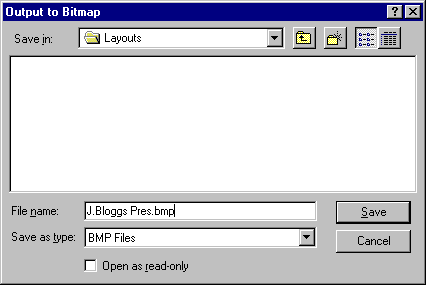 Output to Bitmap
Save in: Layouts
File name: J.Bloggs Pres.bmp Save
Save as type: BMP Files Cancel
Open as read-only